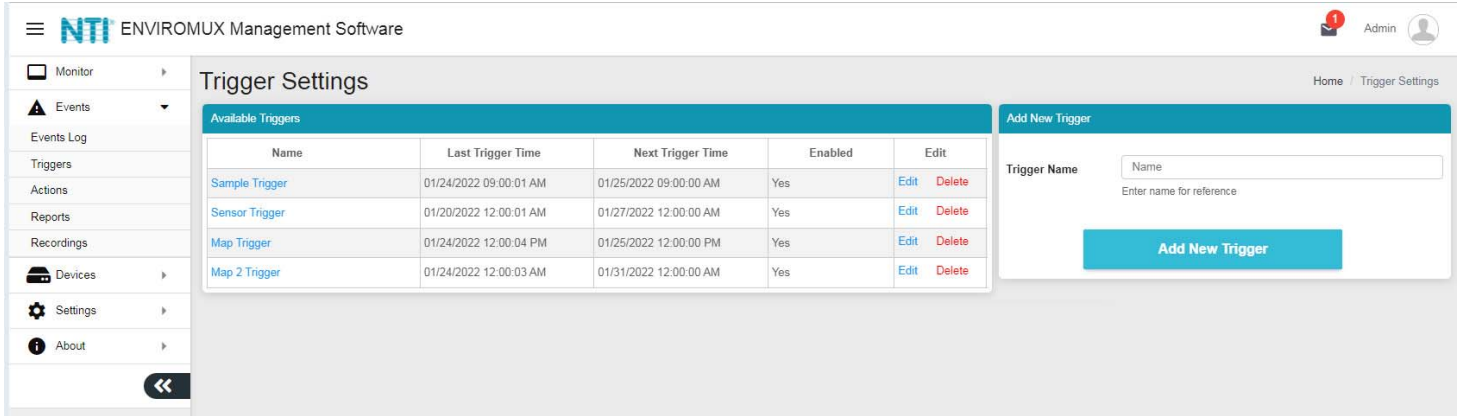 NTI ENVIROMUX Management Software
1
Admin
Monitor
Events
Events Log
Triggers
Actions
Reports
Recordings
Devices
Settings
About
Trigger Settings
Home / Trigger Settings
Available Triggers
Name Last Trigger Time Next Trigger Time Enabled Edit
Sample Trigger 01/24/2022 09:00:01 AM 01/25/2022 09:00:00 AM Yes Edit Delete
Sensor Trigger 01/20/2022 12:00:01 AM 01/27/2022 12:00:00 AM Yes Edit Delete
Map Trigger 01/24/2022 12:00:04 PM 01/25/2022 12:00:00 PM Yes Edit Delete
Map 2 Trigger 01/24/2022 12:00:03 AM 01/31/2022 12:00:00 AM Yes Edit Delete
Add New Trigger
Trigger Name Name
Enter name for reference
Add New Trigger